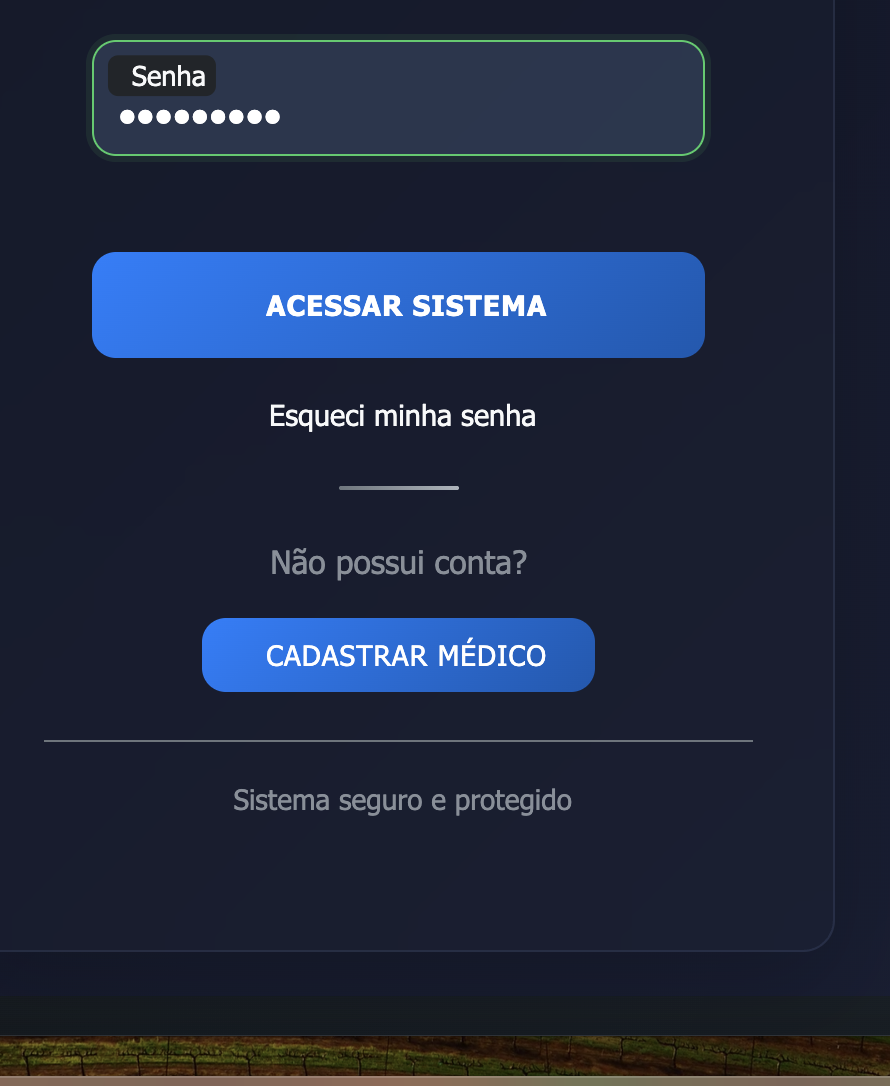 Senha
•••••••••
ACESSAR SISTEMA
Esqueci minha senha
Não possui conta?
CADASTRAR MÉDICO
Sistema seguro e protegido